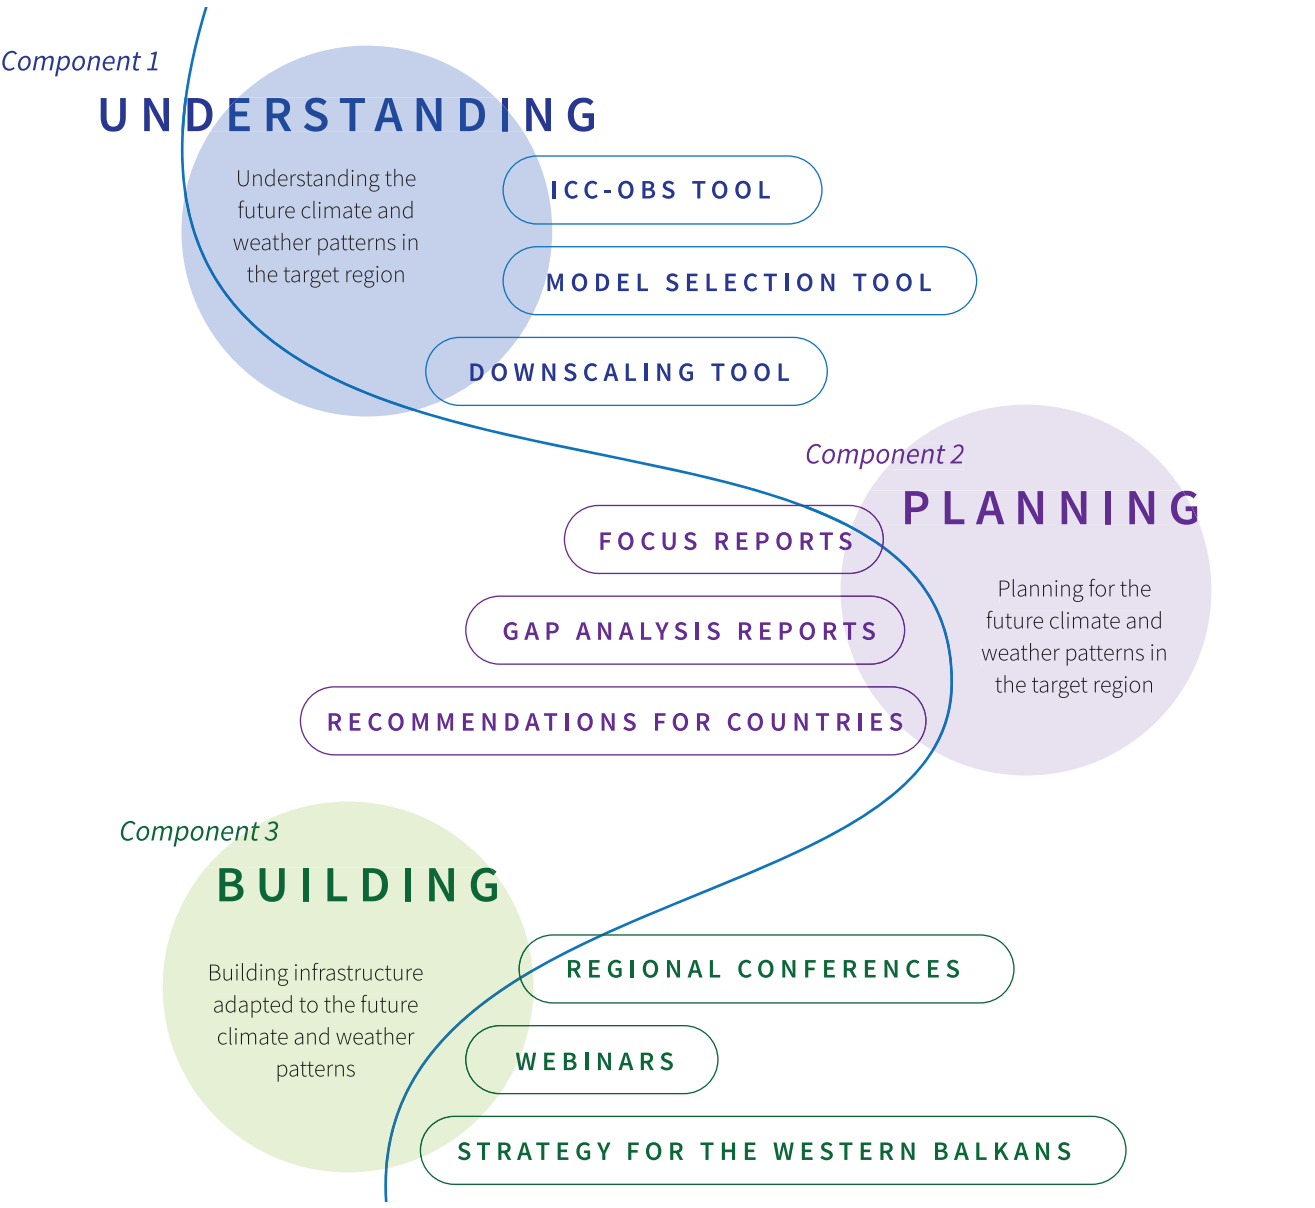 Component 1
UNDERSTANDING
Understanding the
future climate and
weather patterns in
the target region
ICC-OBS TOOL
MODEL SELECTION TOOL
DOWNSCALING TOOL
Component 2
PLANNING
Planning for the
future climate and
weather patterns in
the target region
FOCUS REPORTS
GAP ANALYSIS REPORTS
RECOMMENDATIONS FOR COUNTRIES
Component 3
BUILDING
Building infrastructure
adapted to the future
climate and weather
patterns
REGIONAL CONFERENCES
WEBINARS
STRATEGY FOR THE WESTERN BALKANS